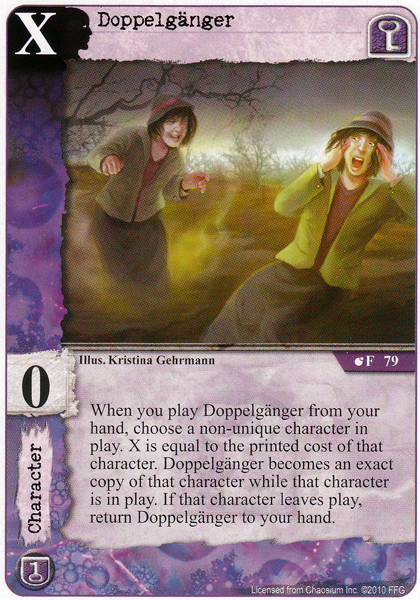 X
Doppelgänger
Illus. Kristina Gehrmann
F 79
0
When you play Doppelgänger from your
hand, choose a non-unique character in
play. X is equal to the printed cost of that
character. Doppelgänger becomes an exact
copy of that character while that character
is in play. If that character leaves play,
return Doppelgänger to your hand.
Character
1
Licensed from Chaosium Inc. ©2010 FFG